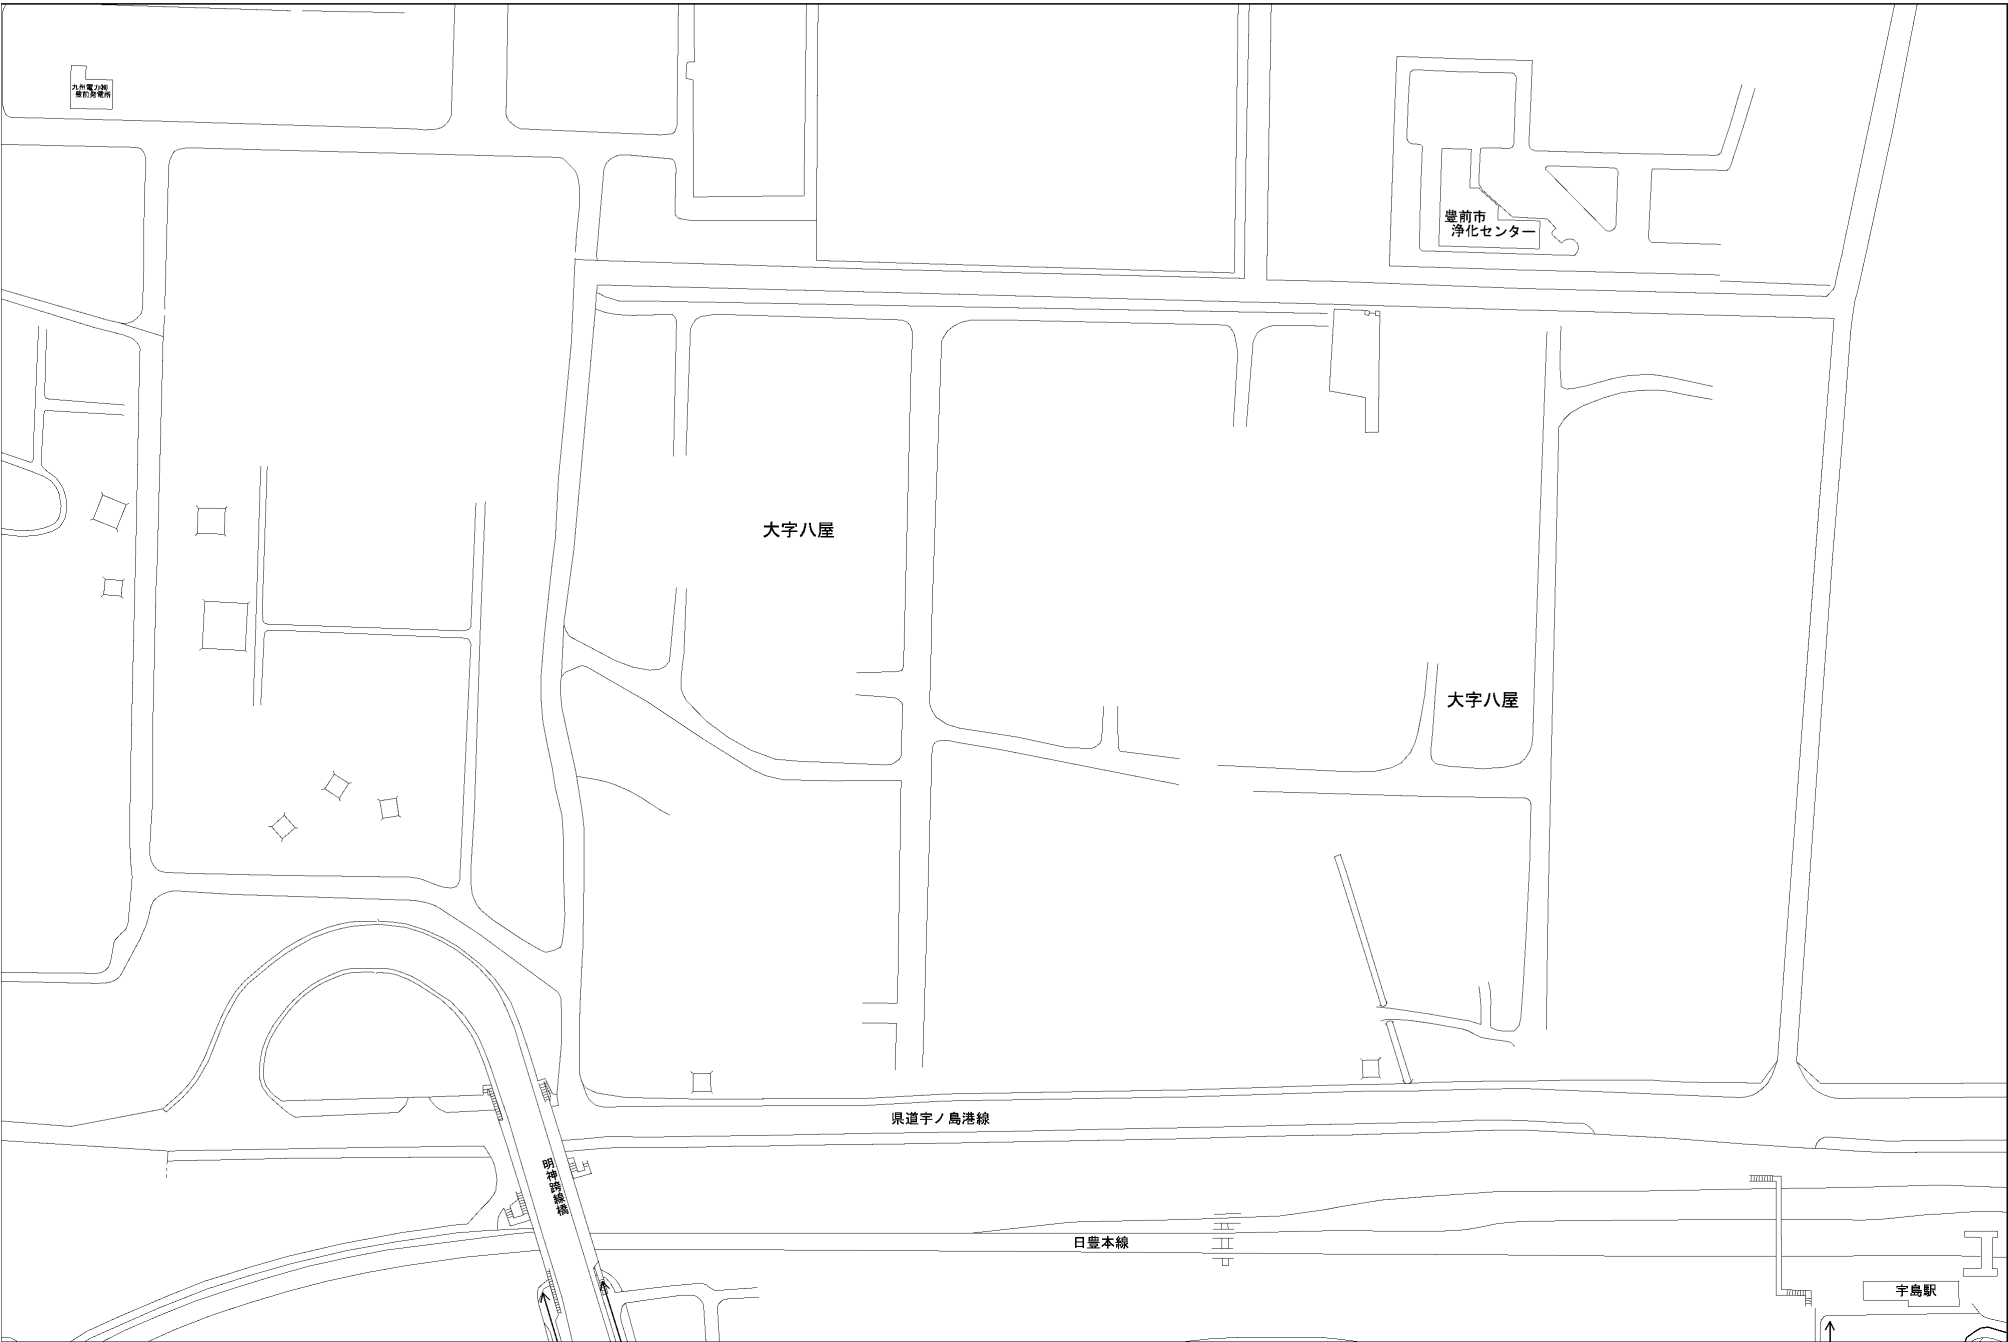 九州電力㈱
豊前発電所
豊前市
浄化センター
大字八屋
大字八屋
県道宇ノ島港線
明神跨線橋
日豊本線
宇島駅